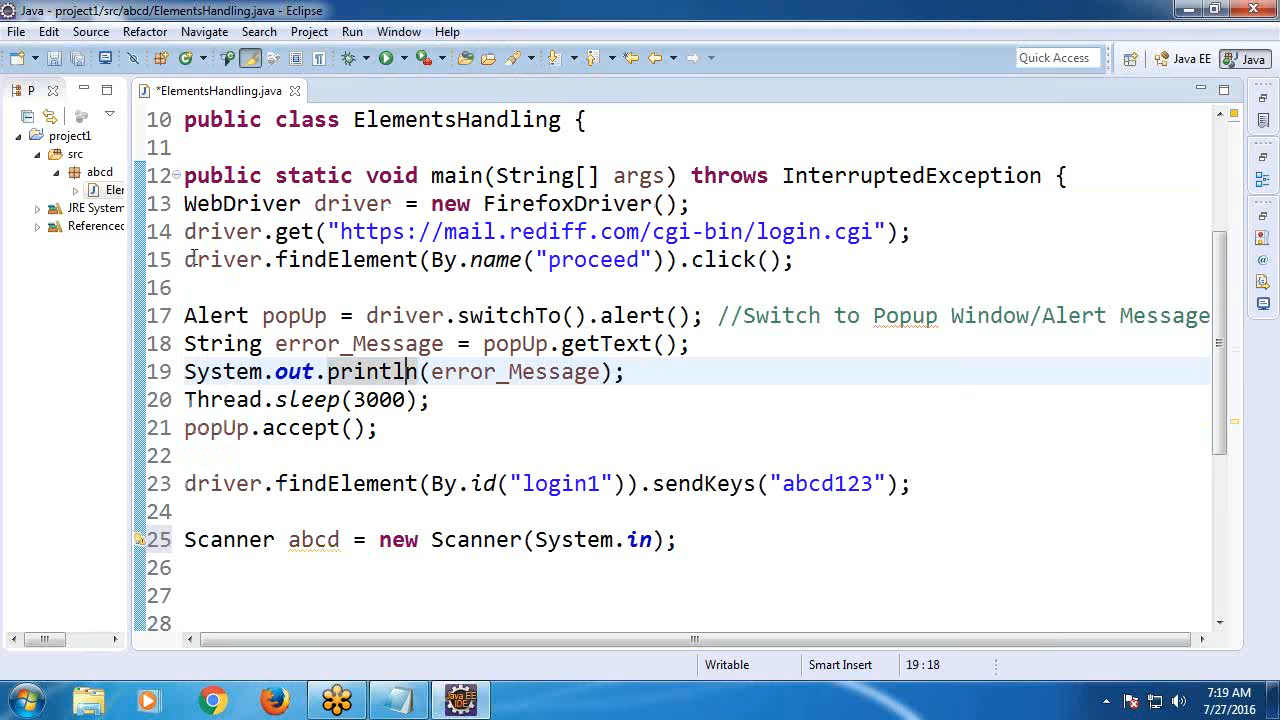 Java - project1/src/abcd/ElementsHandling.java - Eclipse
File Edit Source Refactor Navigate Search Project Run Window Help
Quick Access Java EE Java
P *ElementsHandling.java
project1
src
abcd
Elem
JRE System
Referenced
10 public class ElementsHandling {
11
12 public static void main(String[] args) throws InterruptedException {
13 WebDriver driver = new FirefoxDriver();
14 driver.get("https://mail.rediff.com/cgi-bin/login.cgi");
15 driver.findElement(By.name("proceed")).click();
16
17 Alert popUp = driver.switchTo().alert(); //Switch to Popup Window/Alert Message
18 String error_Message = popUp.getText();
19 System.out.println(error_Message);
20 Thread.sleep(3000);
21 popUp.accept();
22
23 driver.findElement(By.id("login1")).sendKeys("abcd123");
24
25 Scanner abcd = new Scanner(System.in);
26
27
28
Writable Smart Insert 19 : 18
Java EE IDE
7:19 AM
7/27/2016